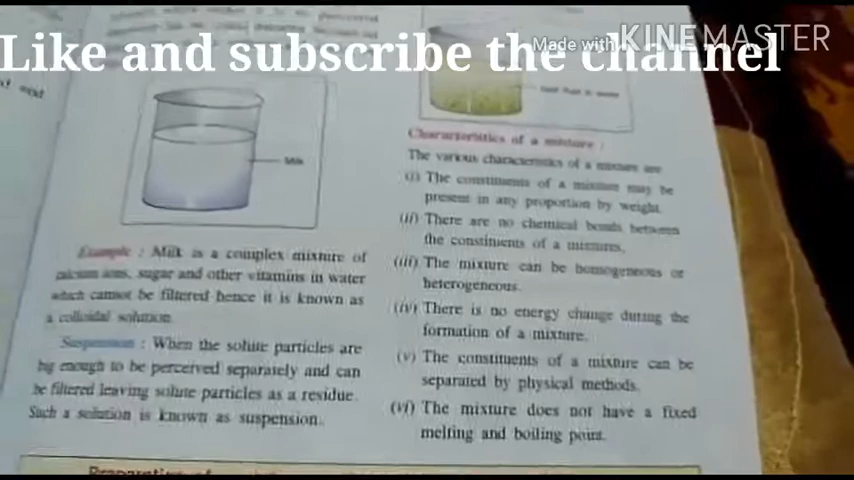 Like and subscribe the channel
Made with KINEMASTER
Milk
Example : Milk is a complex mixture of
calcium ions, sugar and other vitamins in water
which cannot be filtered hence it is known as
a colloidal solution.
Suspension : When the solute particles are
big enough to be perceived separately and can
be filtered leaving solute particles as a residue.
Such a solution is known as suspension.
Characteristics of a mixture :
The various characteristics of a mixture are
(i) The constituents of a mixture may be
present in any proportion by weight.
(ii) There are no chemical bonds between
the constituents of a mixtures.
(iii) The mixture can be homogeneous or
heterogeneous.
(iv) There is no energy change during the
formation of a mixture.
(v) The constituents of a mixture can be
separated by physical methods.
(vi) The mixture does not have a fixed
melting and boiling point.